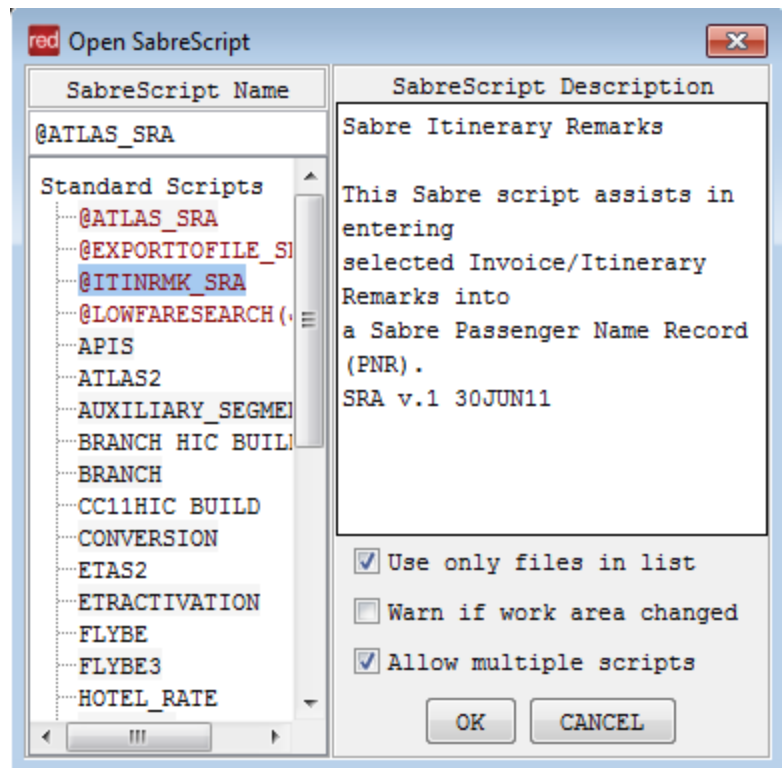 red Open SabreScript
SabreScript Name
@ATLAS_SRA
Standard Scripts
@ATLAS_SRA
@EXPORTTOFILE_S
@ITINRMK_SRA
@LOWFARESEARCH(
APIS
ATLAS2
AUXILIARY_SEGME
BRANCH HIC BUIL
BRANCH
CC11HIC BUILD
CONVERSION
ETAS2
ETRACTIVATION
FLYBE
FLYBE3
HOTEL_RATE
SabreScript Description
Sabre Itinerary Remarks
This Sabre script assists in
entering
selected Invoice/Itinerary
Remarks into
a Sabre Passenger Name Record
(PNR).
SRA v.1 30JUN11
Use only files in list
Warn if work area changed
Allow multiple scripts
OK CANCEL